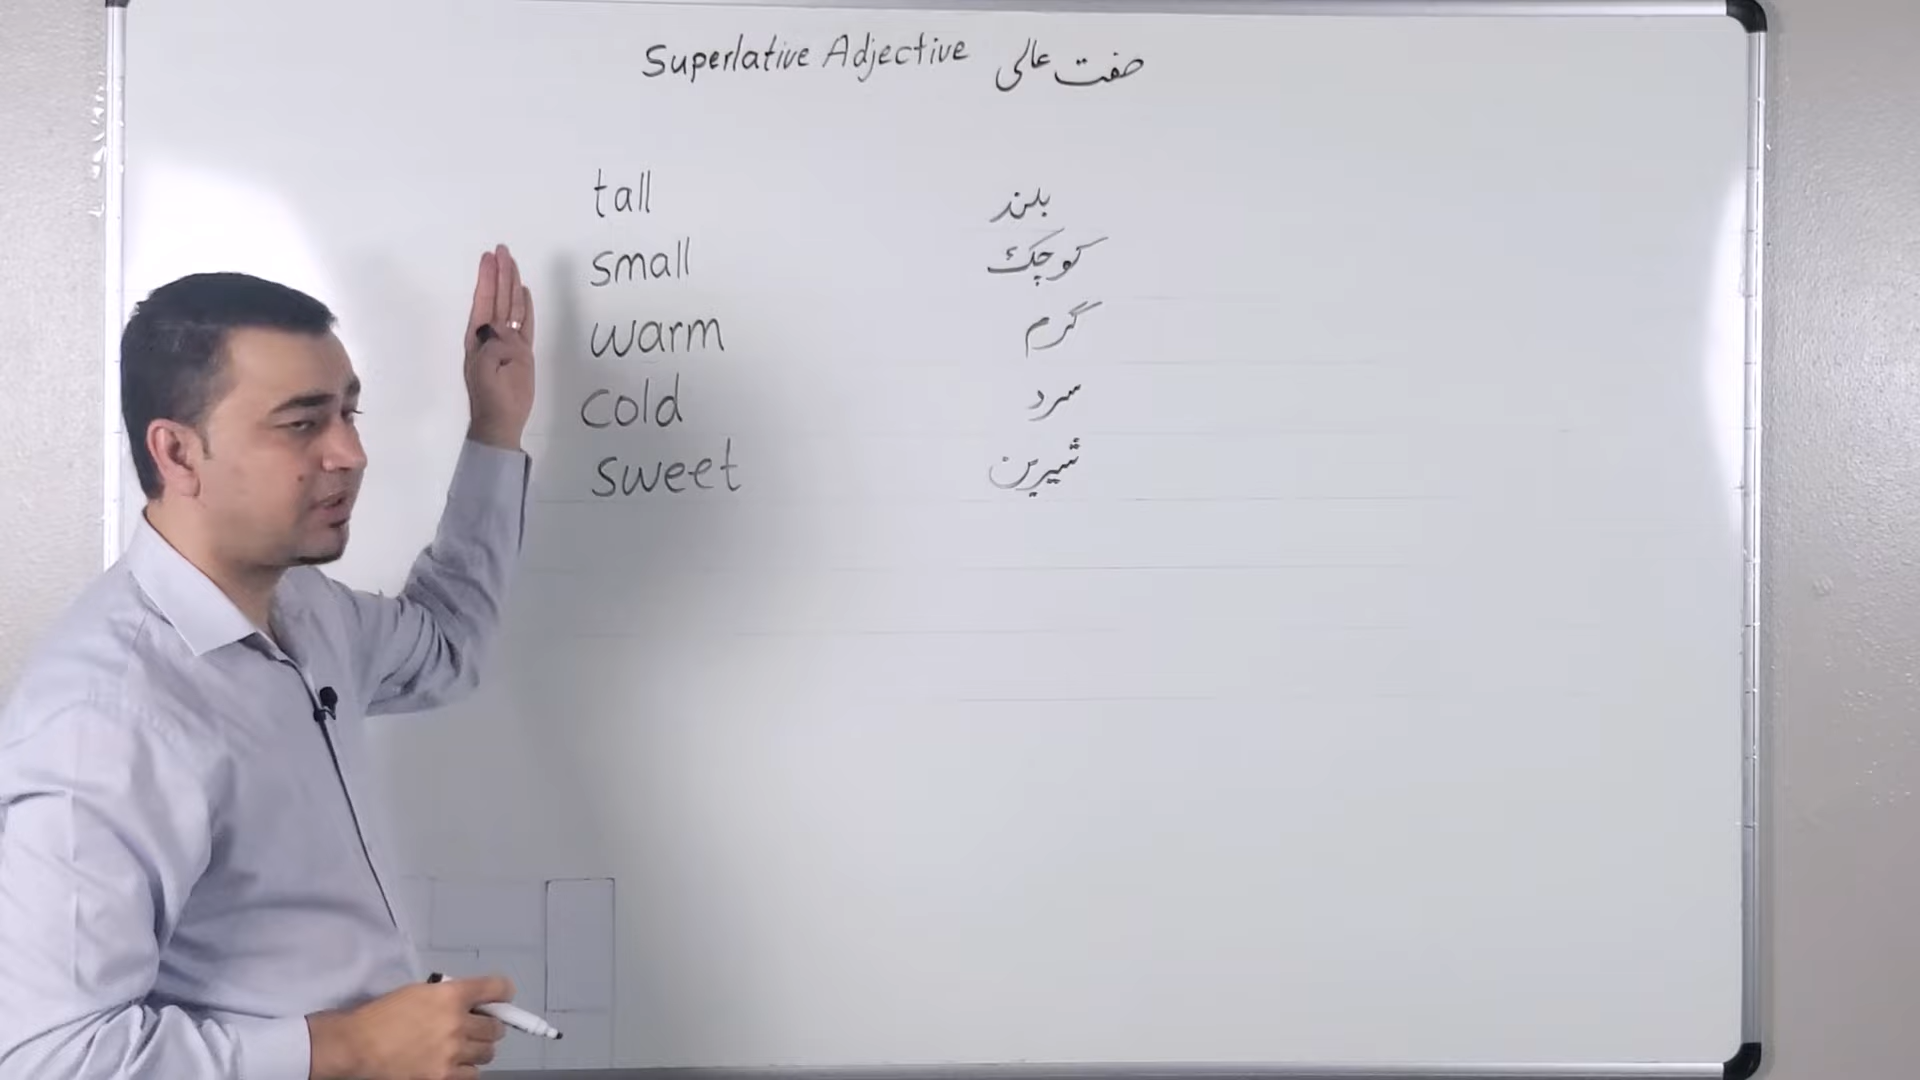 Superlative Adjective صفت عالی
tall بلند
small کوچک
warm گرم
cold سرد
sweet شیرین